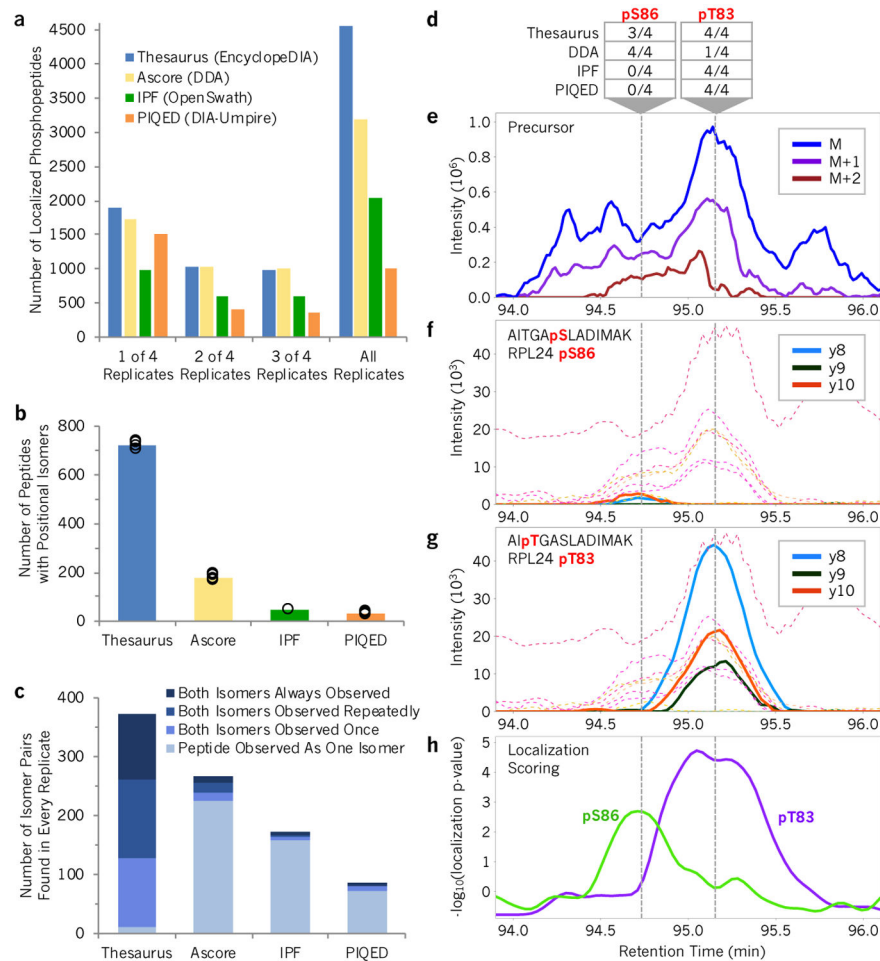 a
Thesaurus (EncyclopeDIA)
Ascore (DDA)
IPF (OpenSwath)
PIQED (DIA-Umpire)
Number of Localized Phosphopeptides
4500
4000
3500
3000
2500
2000
1500
1000
500
0
1 of 4 Replicates
2 of 4 Replicates
3 of 4 Replicates
All Replicates
b
Number of Peptides
with Positional Isomers
800
600
400
200
0
Thesaurus Ascore IPF PIQED
c
Both Isomers Always Observed
Both Isomers Observed Repeatedly
Both Isomers Observed Once
Peptide Observed As One Isomer
Number of Isomer Pairs
Found in Every Replicate
400
300
200
100
0
Thesaurus Ascore IPF PIQED
d
pS86 pT83
Thesaurus 3/4 4/4
DDA 4/4 1/4
IPF 0/4 4/4
PIQED 0/4 4/4
e
Precursor
M
M+1
M+2
Intensity (10⁶)
1.0
0.8
0.6
0.4
0.2
0.0
94.0 94.5 95.0 95.5 96.0
f
AITGApSLADIMAK
RPL24 pS86
y8
y9
y10
Intensity (10³)
40
30
20
10
0
94.0 94.5 95.0 95.5 96.0
g
AIpTGASLADIMAK
RPL24 pT83
y8
y9
y10
Intensity (10³)
40
30
20
10
0
94.0 94.5 95.0 95.5 96.0
h
Localization
Scoring
pS86
pT83
-log₁₀(localization p-value)
5
4
3
2
1
0
94.0 94.5 95.0 95.5 96.0
Retention Time (min)